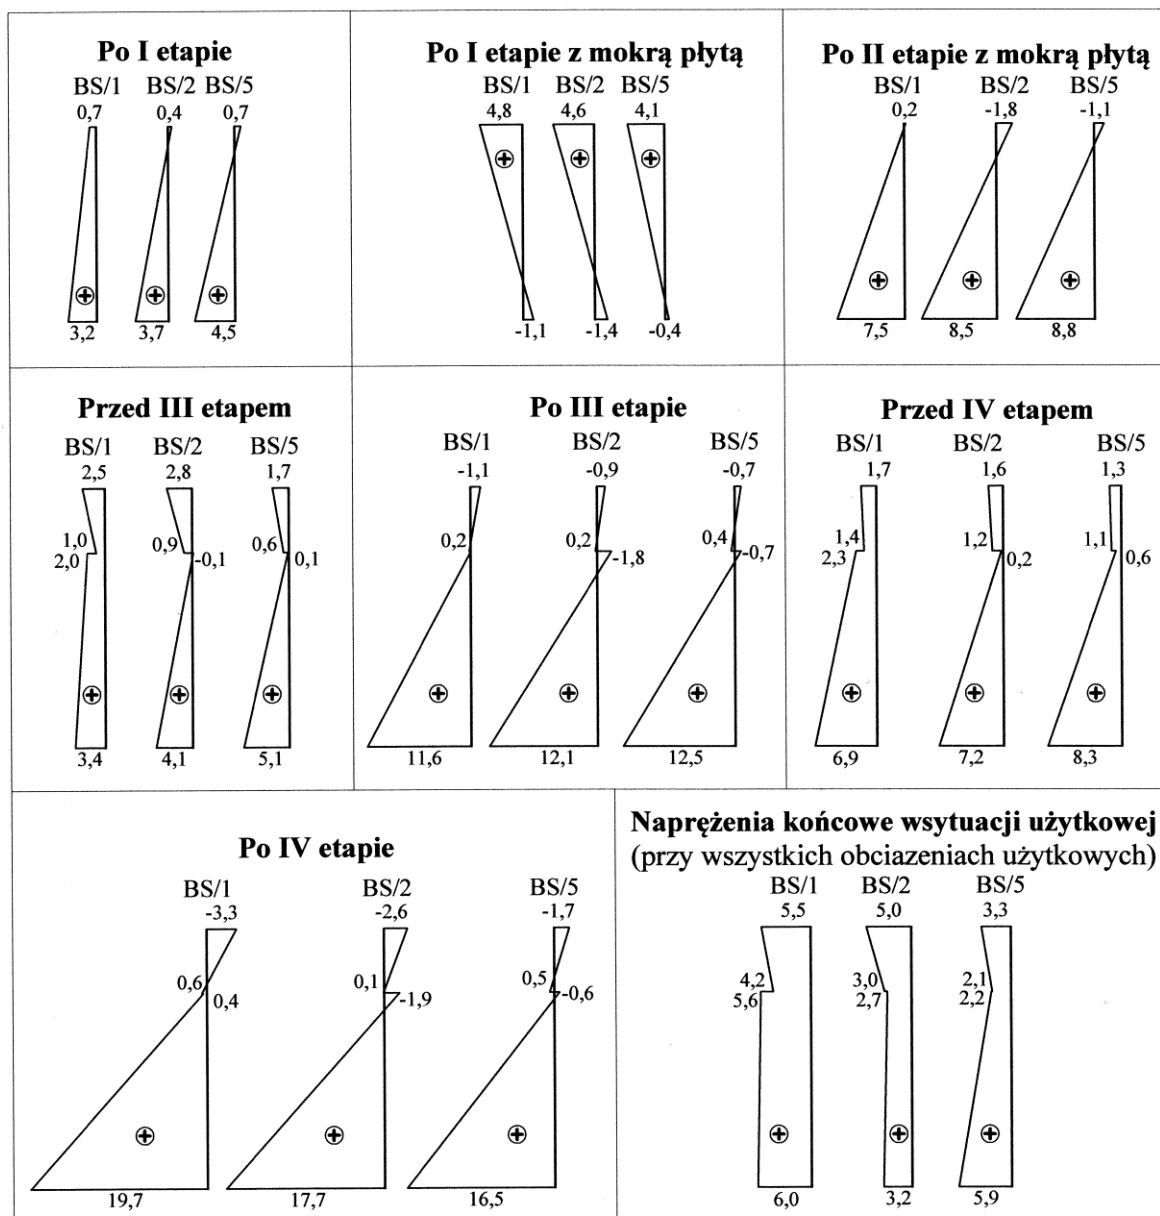 Po I etapie
BS/1 BS/2 BS/5
0,7 0,4 0,7
3,2 3,7 4,5
Po I etapie z mokrą płytą
BS/1 BS/2 BS/5
4,8 4,6 4,1
-1,1 -1,4 -0,4
Po II etapie z mokrą płytą
BS/1 BS/2 BS/5
0,2 -1,8 -1,1
7,5 8,5 8,8
Przed III etapem
BS/1 BS/2 BS/5
2,5 2,8 1,7
1,0 0,9 0,6
2,0 -0,1 0,1
3,4 4,1 5,1
Po III etapie
BS/1 BS/2 BS/5
-1,1 -0,9 -0,7
0,2 0,2 0,4
-1,8 -0,7
11,6 12,1 12,5
Przed IV etapem
BS/1 BS/2 BS/5
1,7 1,6 1,3
1,4 1,2 1,1
2,3 0,2 0,6
6,9 7,2 8,3
Po IV etapie
BS/1 BS/2 BS/5
-3,3 -2,6 -1,7
0,6 0,1 0,5
0,4 -1,9 -0,6
19,7 17,7 16,5
Naprężenia końcowe wsytuacji użytkowej
(przy wszystkich obciazeniach użytkowych)
BS/1 BS/2 BS/5
5,5 5,0 3,3
4,2 3,0 2,1
5,6 2,7 2,2
6,0 3,2 5,9